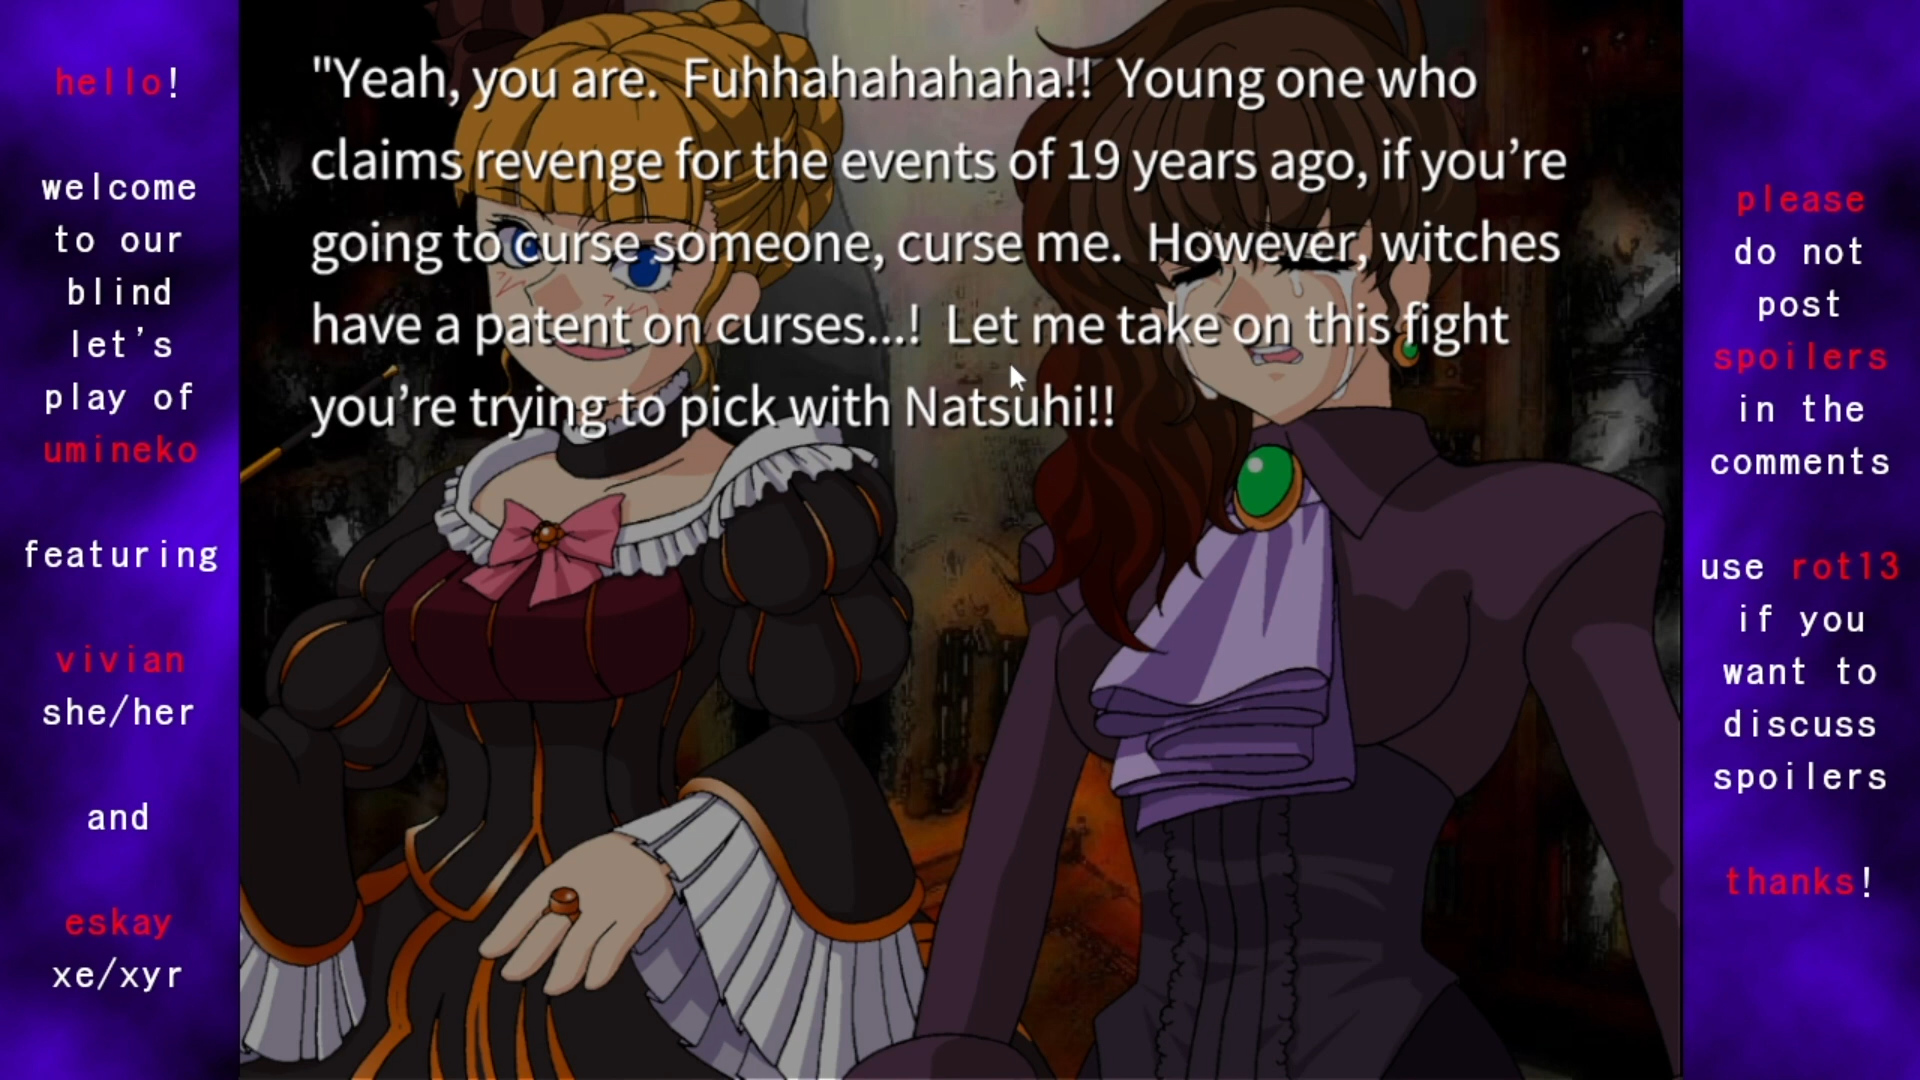 hello!
welcome
to our
blind
let's
play of
umineko
featuring
vivian
she/her
and
eskay
xe/xyr
"Yeah, you are.  Fuhhahahahaha!!  Young one who
claims revenge for the events of 19 years ago, if you’re
going to curse someone, curse me.  However, witches
have a patent on curses...!  Let me take on this fight
you’re trying to pick with Natsuhi!!
please
do not
post
spoilers
in the
comments
use rot13
if you
want to
discuss
spoilers
thanks!